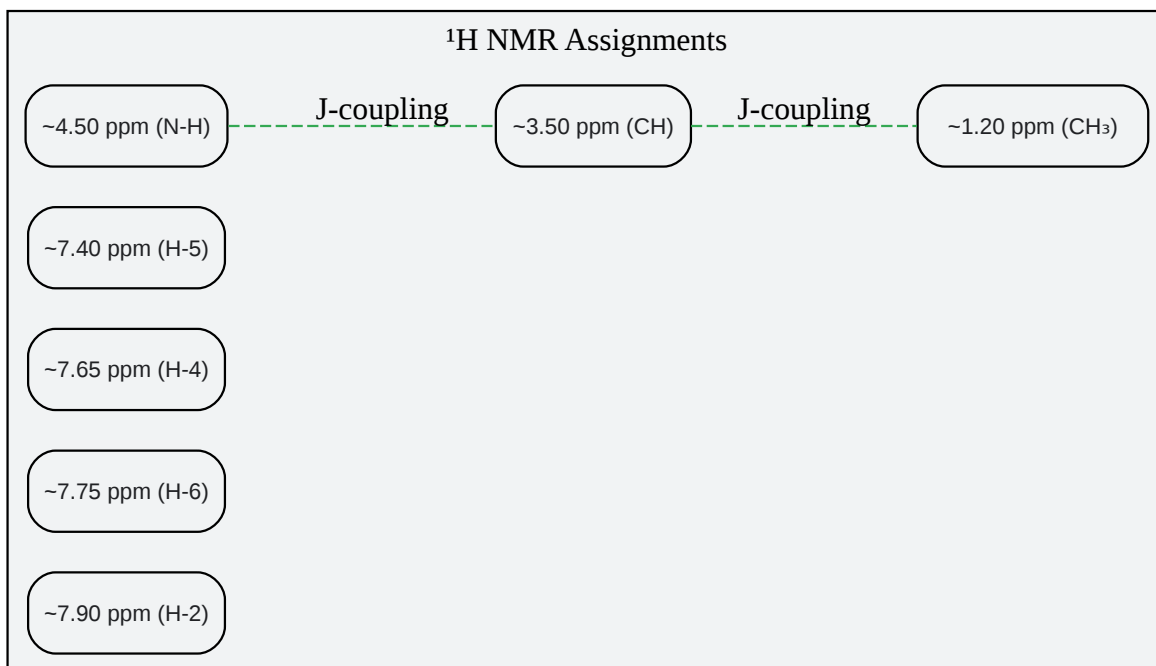 ¹H NMR Assignments
J-coupling
J-coupling
~4.50 ppm (N-H)
~3.50 ppm (CH)
~1.20 ppm (CH₃)
~7.40 ppm (H-5)
~7.65 ppm (H-4)
~7.75 ppm (H-6)
~7.90 ppm (H-2)